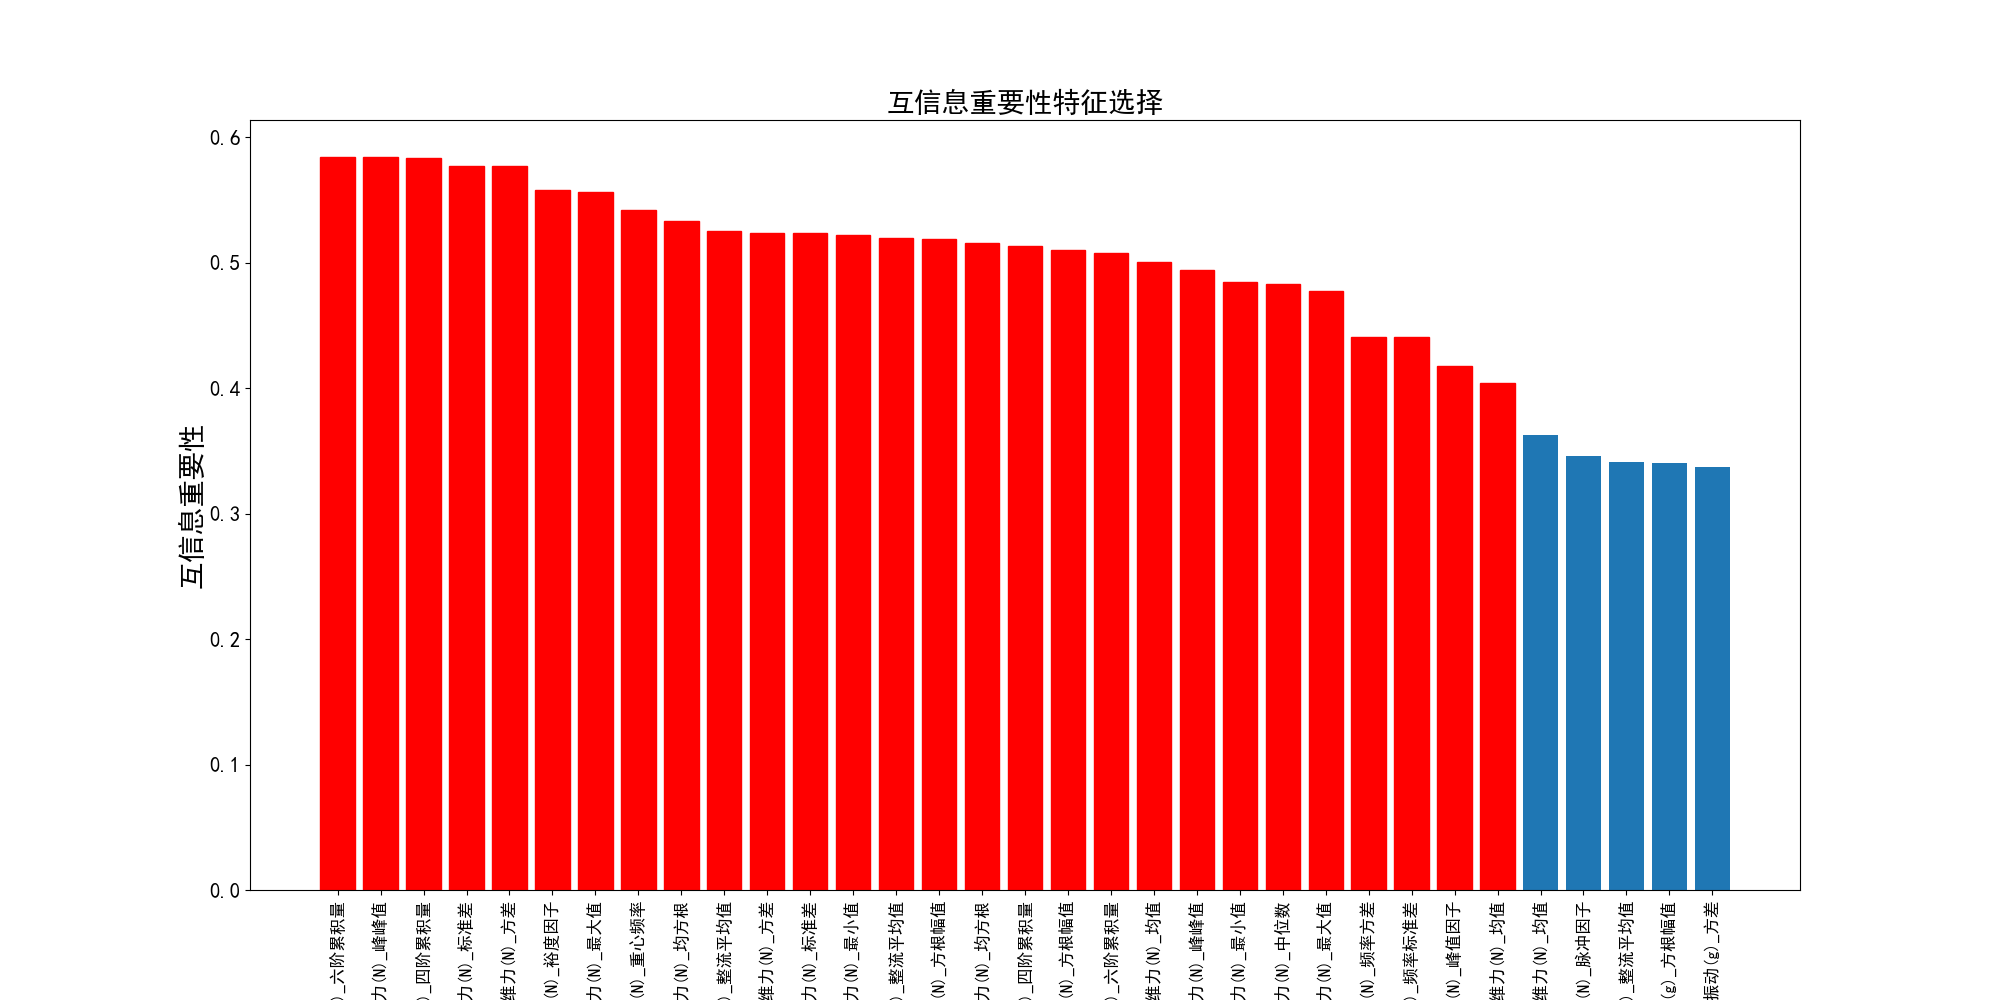 互信息重要性特征选择
互信息重要性
0.6
0.5
0.4
0.3
0.2
0.1
0.0
)_六阶累积量
力(N)_峰峰值
)_四阶累积量
力(N)_标准差
维力(N)_方差
(N)_裕度因子
力(N)_最大值
(N)_重心频率
力(N)_均方根
)_整流平均值
维力(N)_方差
力(N)_标准差
力(N)_最小值
)_整流平均值
(N)_方根幅值
力(N)_均方根
)_四阶累积量
(N)_方根幅值
)_六阶累积量
维力(N)_均值
力(N)_峰峰值
力(N)_最小值
力(N)_中位数
力(N)_最大值
(N)_频率方差
)_频率标准差
(N)_峰值因子
维力(N)_均值
维力(N)_均值
(N)_脉冲因子
)_整流平均值
(g)_方根幅值
振动(g)_方差